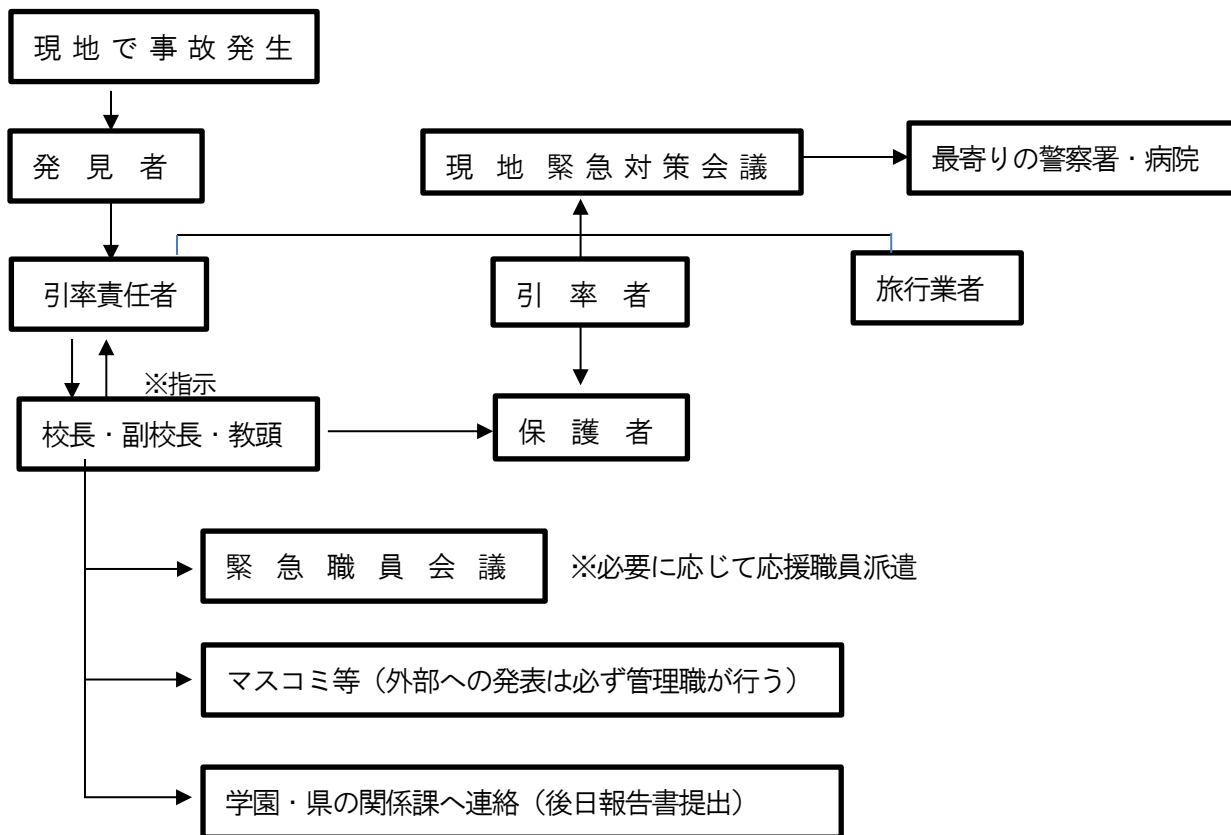 現地で事故発生
発見者
現地緊急対策会議
最寄りの警察署・病院
引率責任者
引率者
旅行業者
※指示
校長・副校長・教頭
保護者
緊急職員会議
※必要に応じて応援職員派遣
マスコミ等（外部への発表は必ず管理職が行う）
学園・県の関係課へ連絡（後日報告書提出）